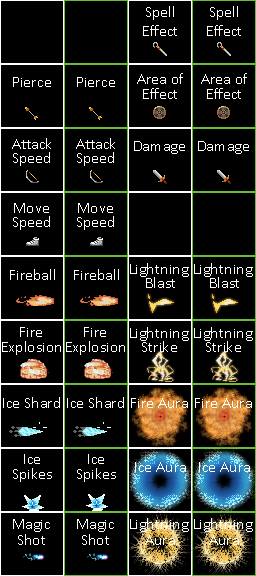 Spell Spell
Effect Effect
Pierce Pierce Area of Area of
Effect Effect
Attack Attack Damage Damage
Speed Speed
Move Move
Speed Speed
Fireball Fireball Lightning Lightning
Blast Blast
Fire Fire Lightning Lightning
Explosion Explosion Strike Strike
Ice Shard Ice Shard Fire Aura Fire Aura
Ice Ice Ice Aura Ice Aura
Spikes Spikes
Magic Magic Lightning Lightning
Shot Shot Aura Aura